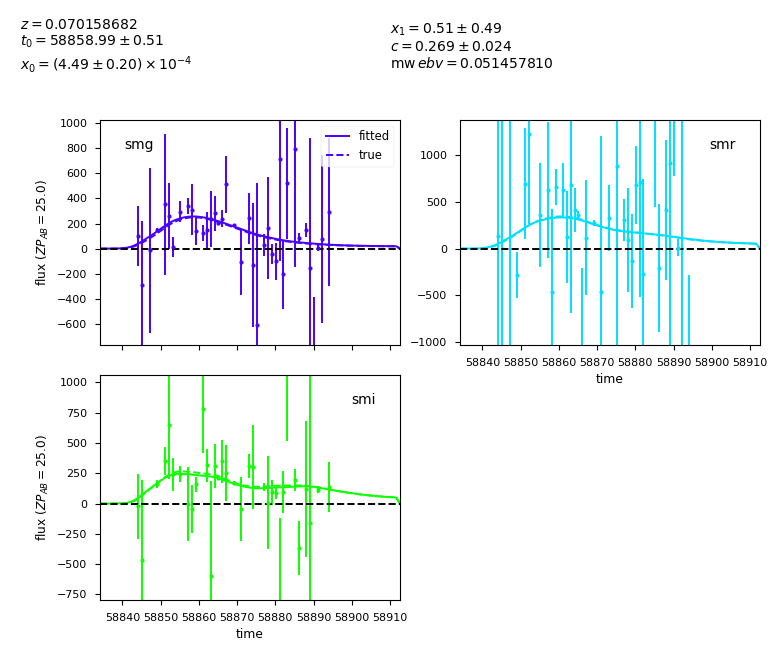 z = 0.070158682
t₀ = 58858.99 ± 0.51
x₀ = (4.49 ± 0.20) × 10⁻⁴
x₁ = 0.51 ± 0.49
c = 0.269 ± 0.024
mw ebv = 0.051457810
smg
fitted
true
1000
800
600
400
200
0
−200
−400
−600
flux (ZP_AB = 25.0)
smr
1000
500
0
−500
−1000
58840 58850 58860 58870 58880 58890 58900 58910
time
smi
1000
750
500
250
0
−250
−500
−750
flux (ZP_AB = 25.0)
58840 58850 58860 58870 58880 58890 58900 58910
time